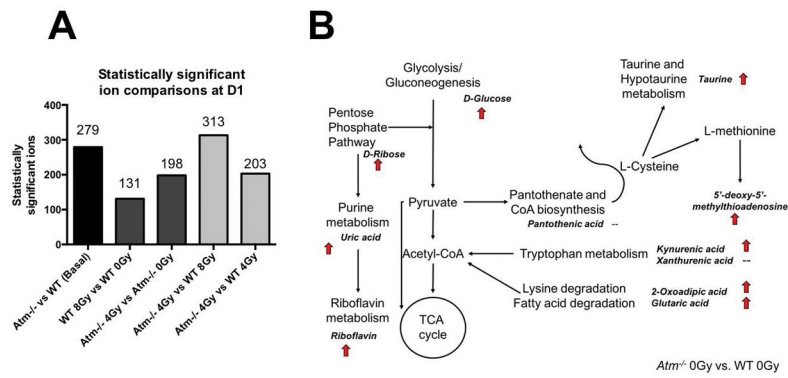 A
Statistically significant
ion comparisons at D1
Statistically
significant ions
400
300
200
100
0
279
131
198
313
203
Atm-/- vs WT (Basal)
WT 8Gy vs WT 0Gy
Atm-/- 4Gy vs Atm-/- 0Gy
Atm-/- 4Gy vs WT 8Gy
Atm-/- 4Gy vs WT 4Gy
B
Glycolysis/
Gluconeogenesis
D-Glucose
Pentose
Phosphate
Pathway
D-Ribose
Purine
metabolism
Uric acid
Riboflavin
metabolism
Riboflavin
Pyruvate
Acetyl-CoA
TCA
cycle
Pantothenate and
CoA biosynthesis
Pantothenic acid --
Taurine and
Hypotaurine
metabolism
Taurine
L-Cysteine
L-methionine
5'-deoxy-5'-
methylthioadenosine
Tryptophan metabolism
Kynurenic acid
Xanthurenic acid --
Lysine degradation
Fatty acid degradation
2-Oxoadipic acid
Glutaric acid
Atm-/- 0Gy vs. WT 0Gy